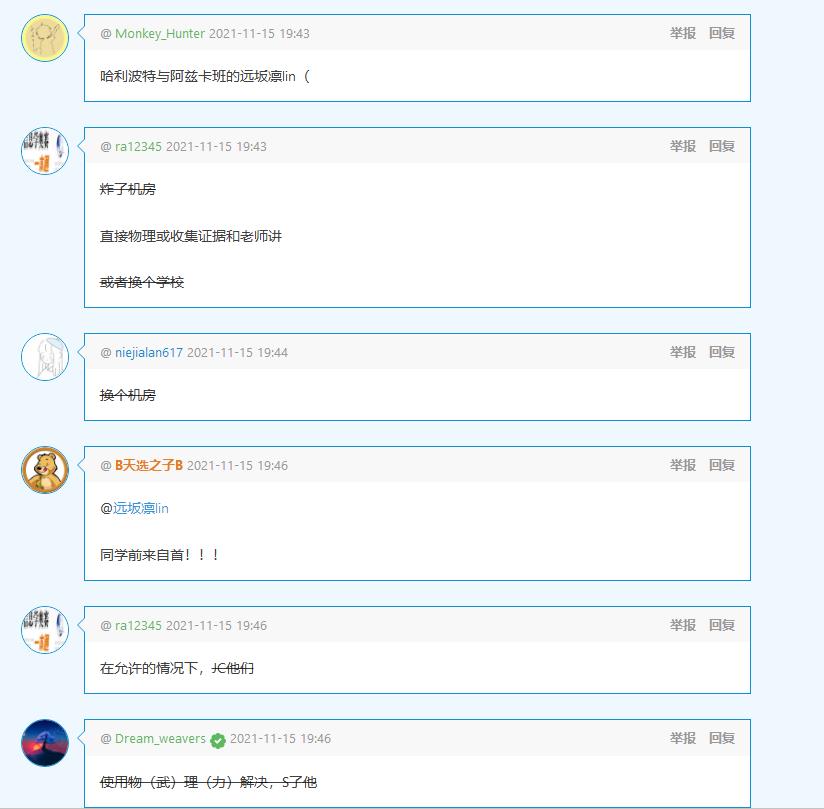 @ Monkey_Hunter 2021-11-15 19:43 举报 回复
哈利波特与阿兹卡班的远坂凛lin（
@ ra12345 2021-11-15 19:43 举报 回复
炸了机房
直接物理或收集证据和老师讲
或者换个学校
@ niejialan617 2021-11-15 19:44 举报 回复
换个机房
@ B天选之子B 2021-11-15 19:46 举报 回复
@远坂凛lin
同学前来自首！！！
@ ra12345 2021-11-15 19:46 举报 回复
在允许的情况下，JC他们
@ Dream_weavers 2021-11-15 19:46 举报 回复
使用物（武）理（力）解决，S了他